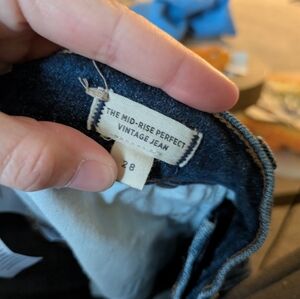 THE MID-RISE PERFECT
VINTAGE JEAN
28